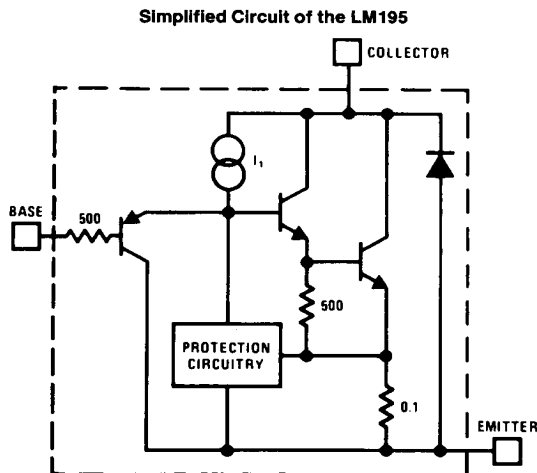 Simplified Circuit of the LM195
COLLECTOR
I1
BASE
500
500
PROTECTION
CIRCUITRY
0.1
EMITTER